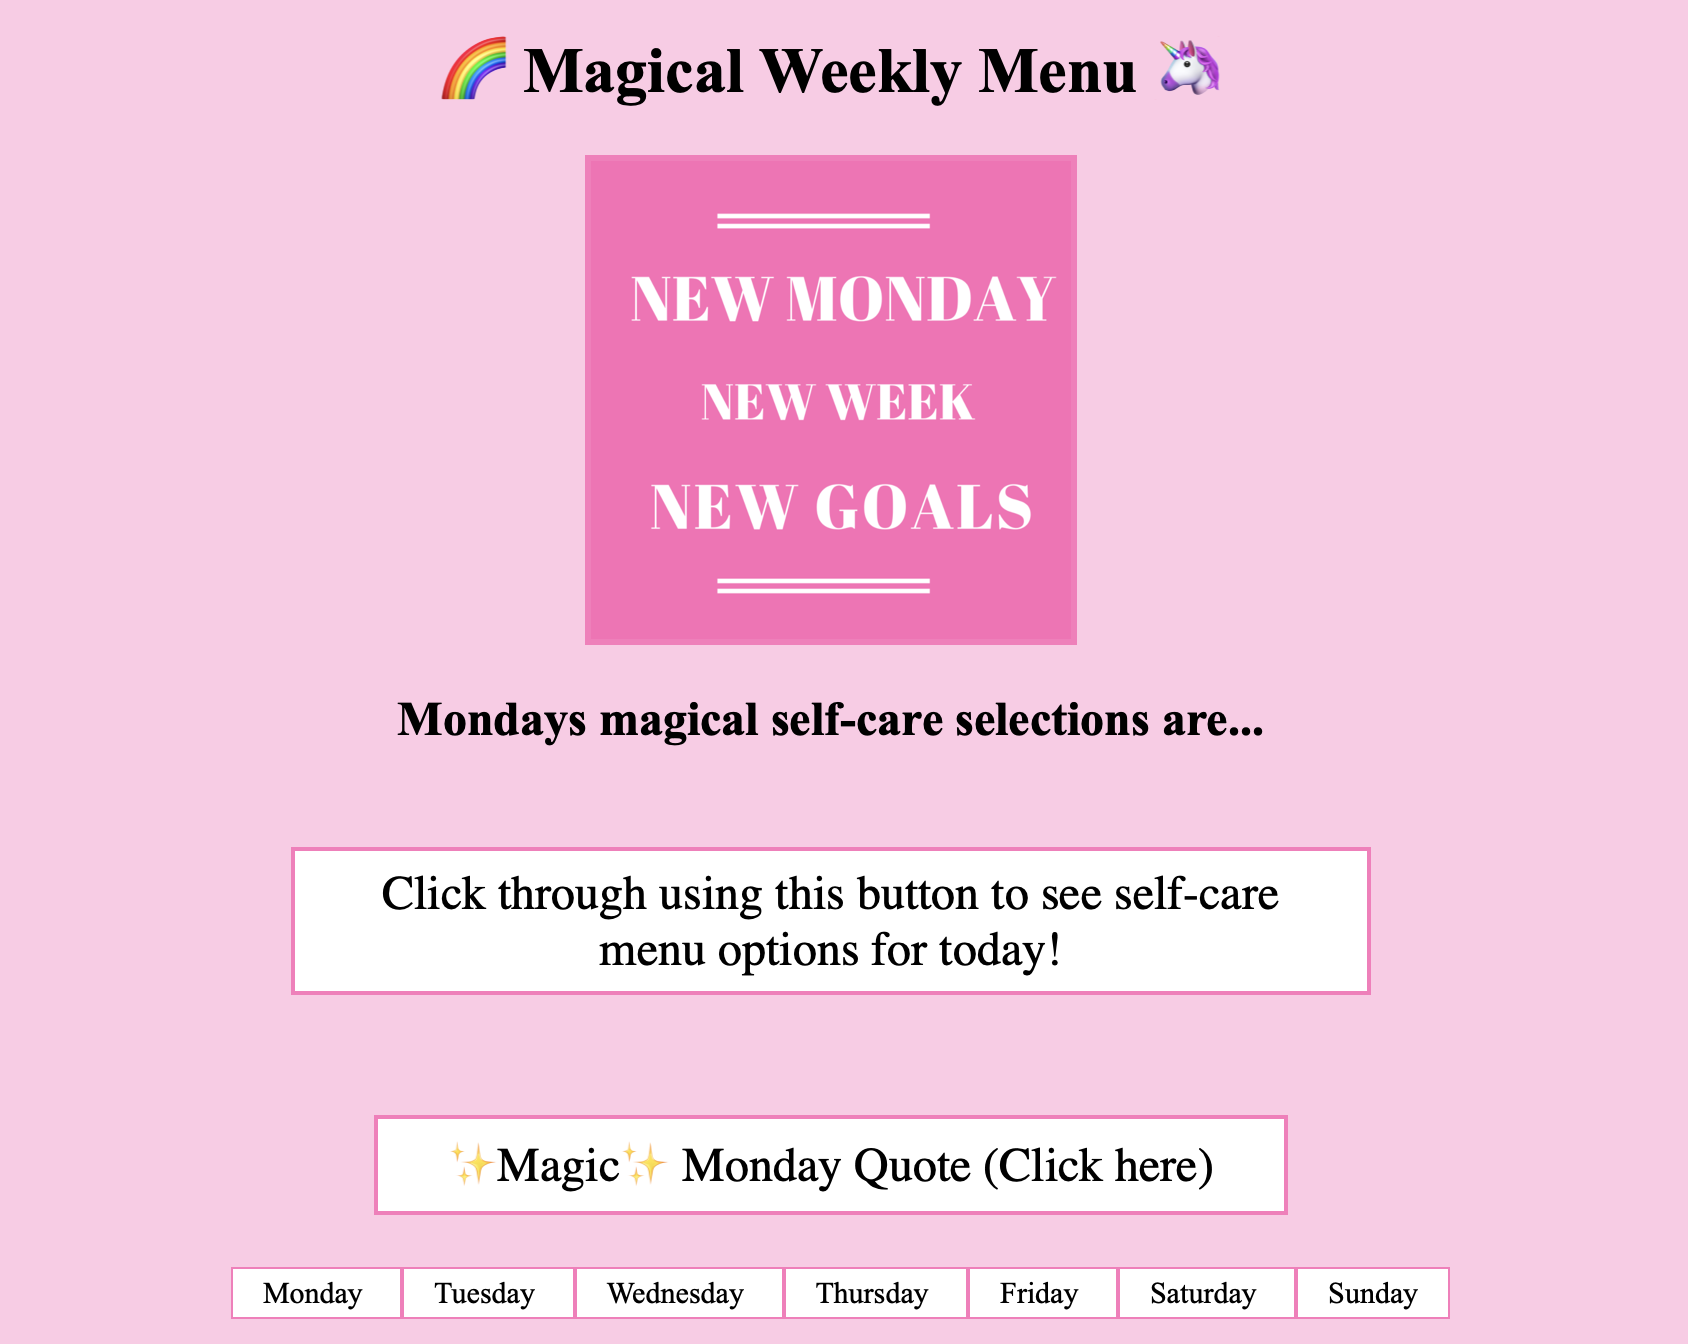 🌈 Magical Weekly Menu 🦄
NEW MONDAY
NEW WEEK
NEW GOALS
Mondays magical self-care selections are...
Click through using this button to see self-care
menu options for today!
✨Magic✨ Monday Quote (Click here)
Monday Tuesday Wednesday Thursday Friday Saturday Sunday